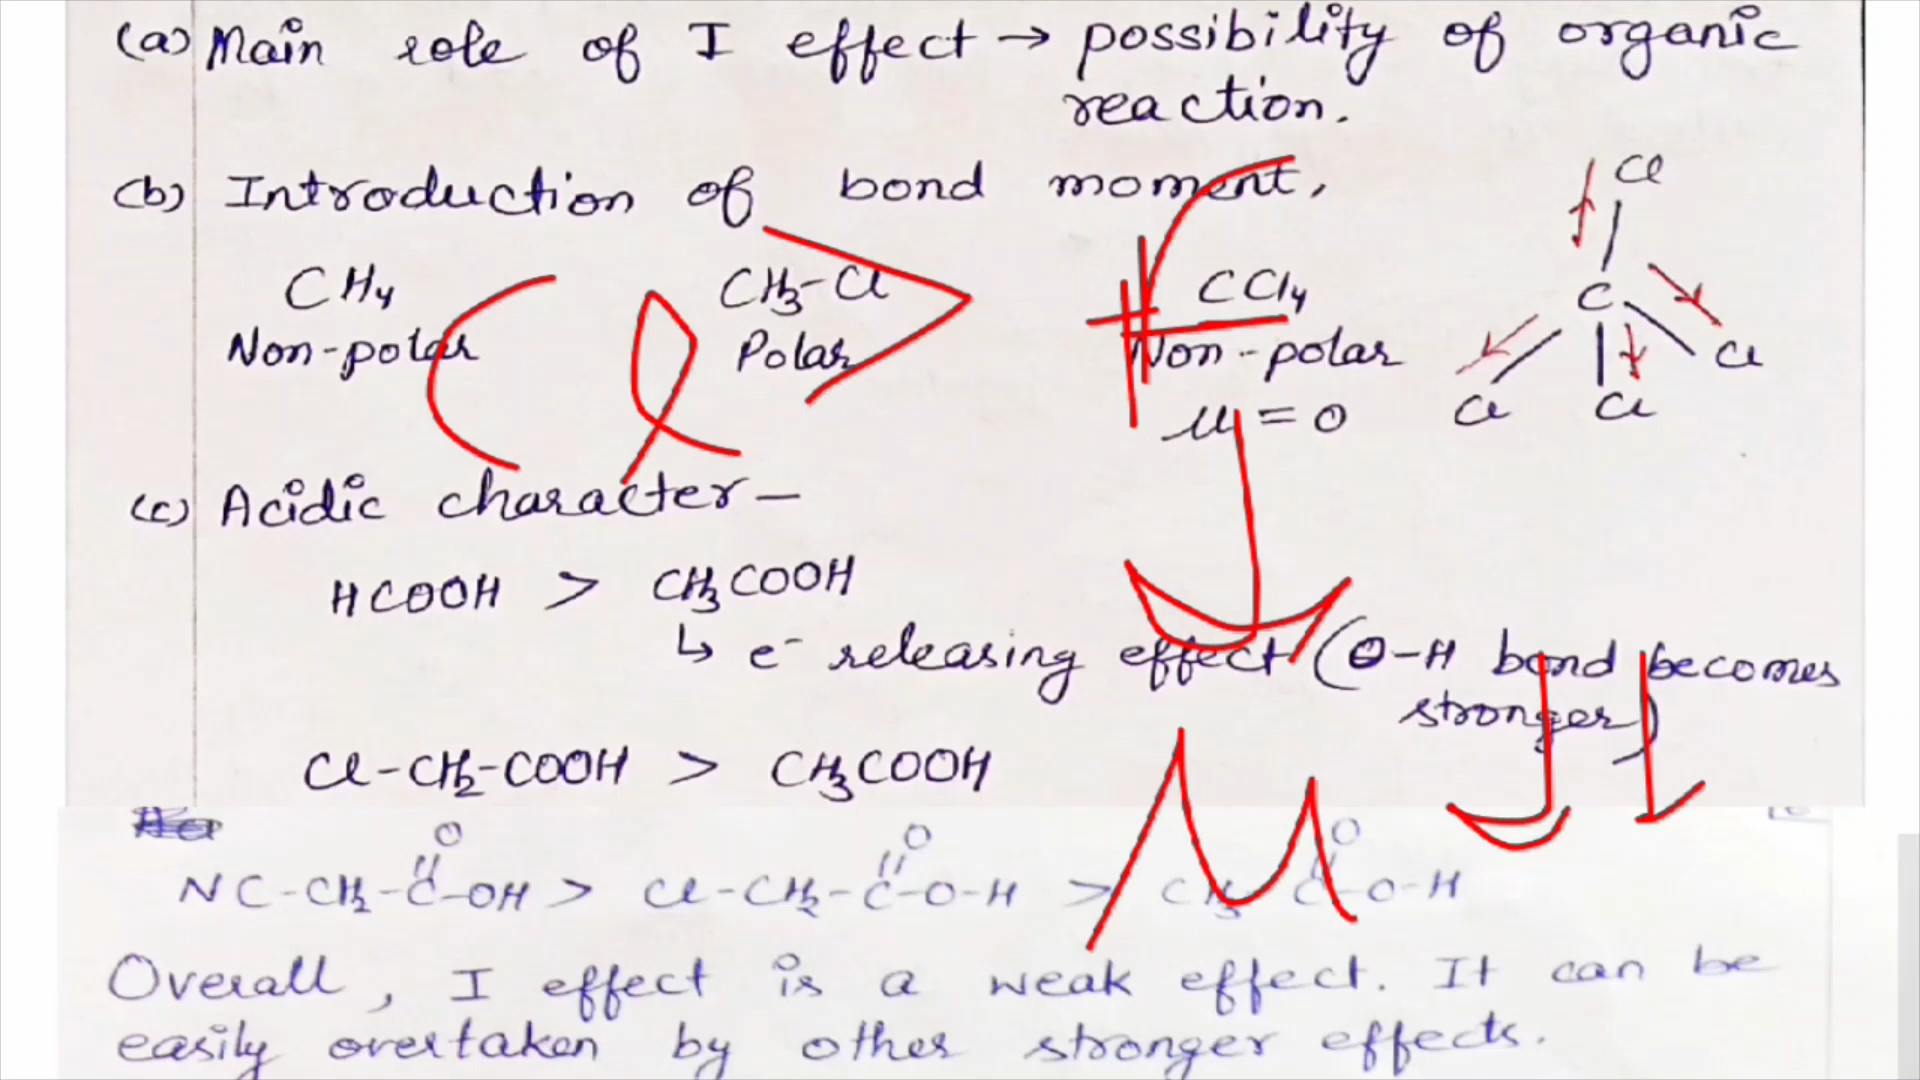 (a) Main role of I effect → possibility of organic
reaction.
(b) Introduction of bond moment,
CH4 CH3-Cl CCl4
Non-polar Polar Non-polar
μ = 0
Cl
C
Cl Cl Cl
(c) Acidic character –
HCOOH > CH3COOH
↳ e⁻ releasing effect (O-H bond becomes
stronger)
Cl-CH2-COOH > CH3COOH
O O O
NC-CH2-C-OH > Cl-CH2-C-O-H > CH3 C O-H
Overall, I effect is a weak effect. It can be
easily overtaken by other stronger effects.